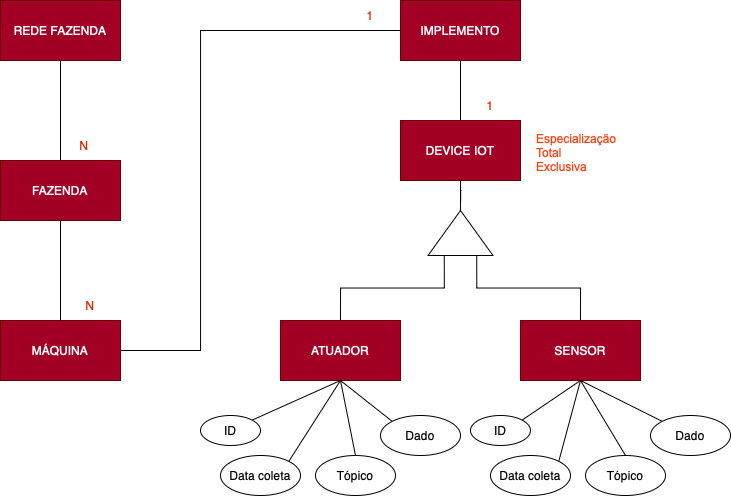 REDE FAZENDA
1
IMPLEMENTO
N
1
DEVICE IOT
Especialização
Total
Exclusiva
FAZENDA
N
MÁQUINA
ATUADOR
SENSOR
ID
Data coleta
Tópico
Dado
ID
Data coleta
Tópico
Dado